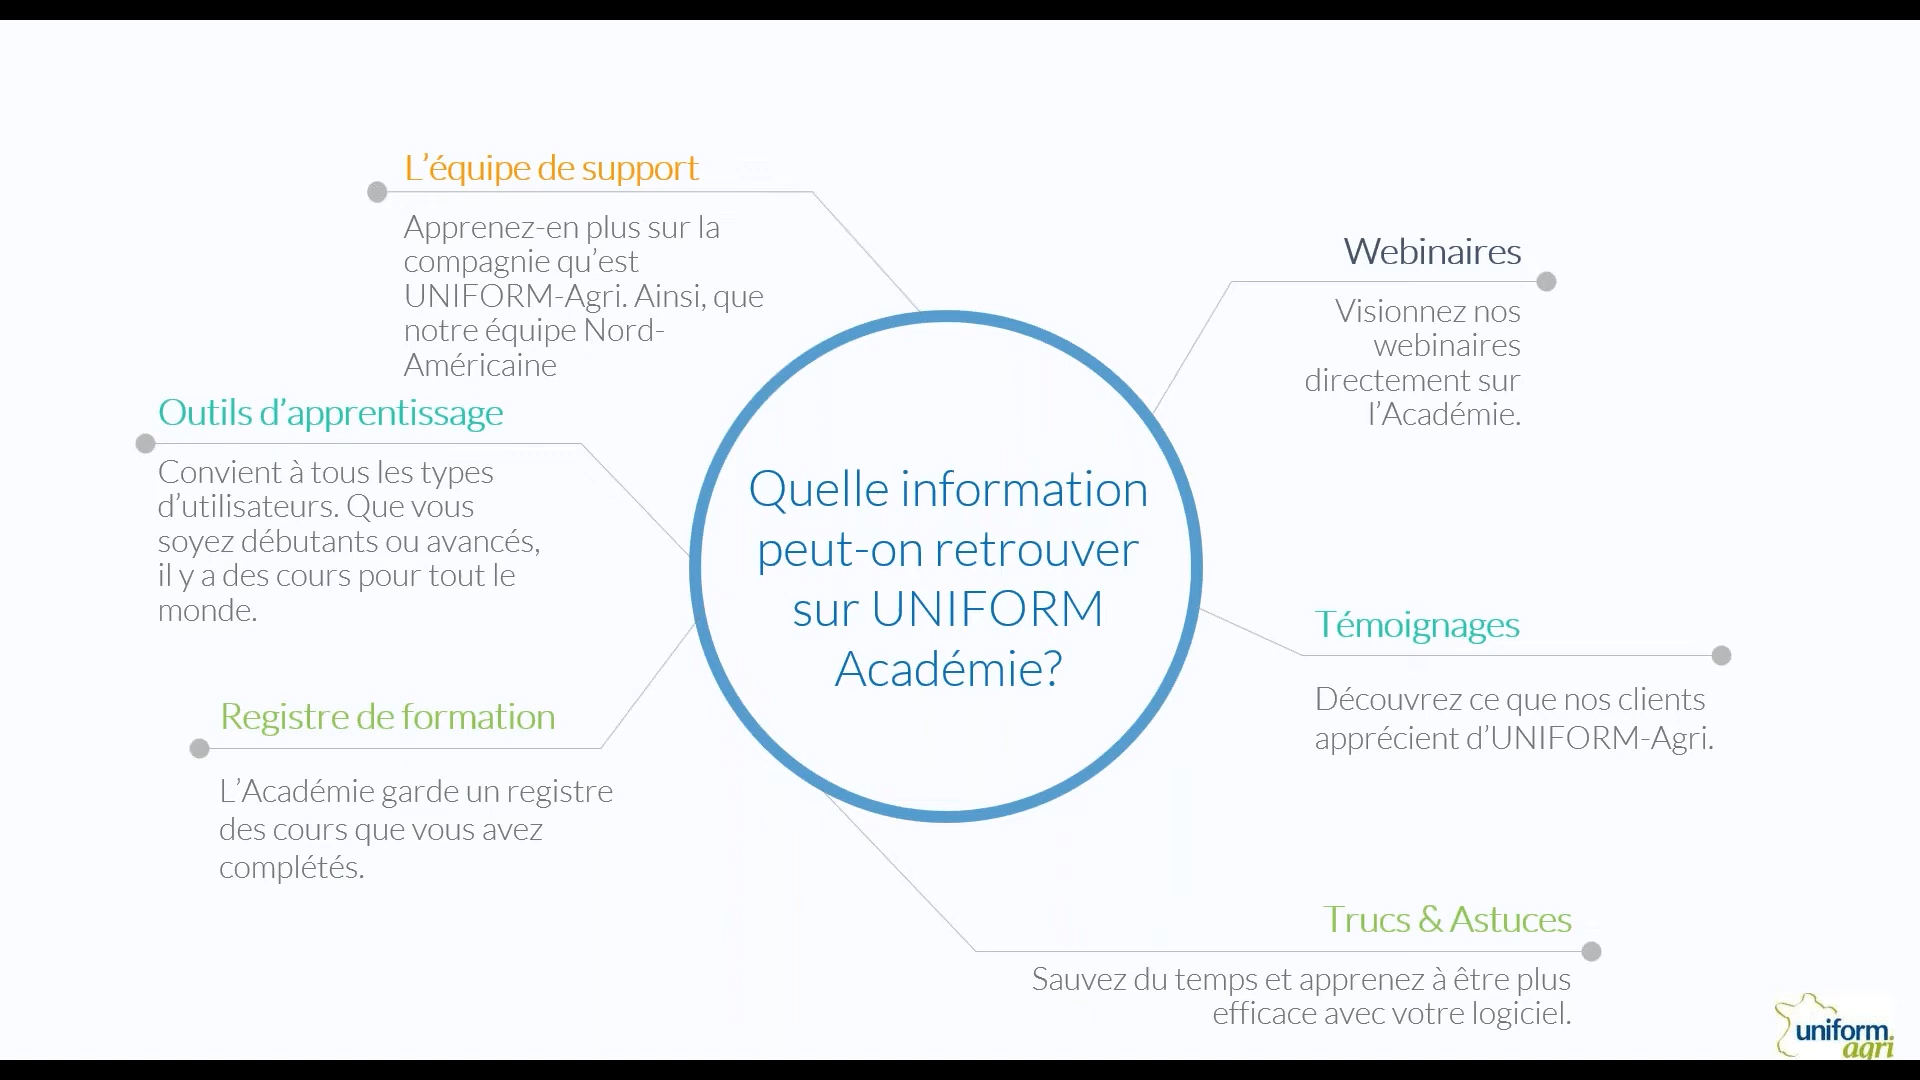 L’équipe de support
Apprenez-en plus sur la
compagnie qu’est
UNIFORM-Agri. Ainsi, que
notre équipe Nord-
Américaine
Outils d’apprentissage
Convient à tous les types
d’utilisateurs. Que vous
soyez débutants ou avancés,
il y a des cours pour tout le
monde.
Registre de formation
L’Académie garde un registre
des cours que vous avez
complétés.
Quelle information
peut-on retrouver
sur UNIFORM
Académie?
Webinaires
Visionnez nos
webinaires
directement sur
l’Académie.
Témoignages
Découvrez ce que nos clients
apprécient d’UNIFORM-Agri.
Trucs & Astuces
Sauvez du temps et apprenez à être plus
efficace avec votre logiciel.
uniform
agri